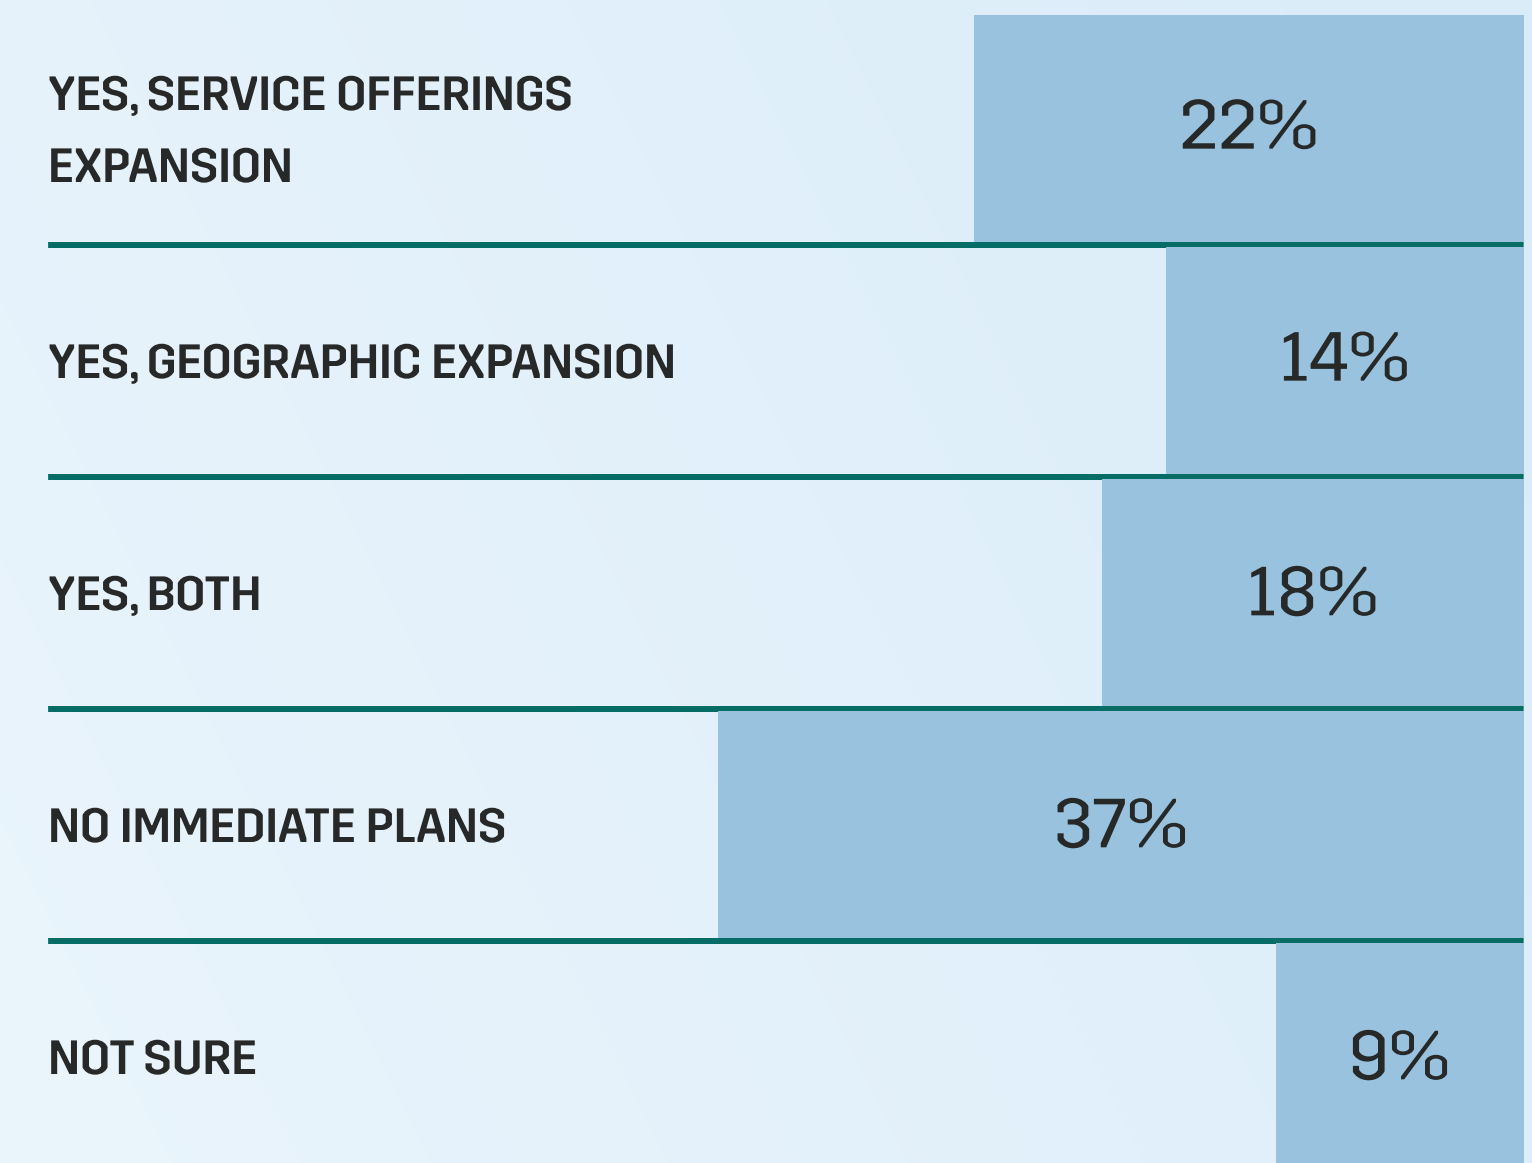 YES, SERVICE OFFERINGS
EXPANSION
22%
YES, GEOGRAPHIC EXPANSION
14%
YES, BOTH
18%
NO IMMEDIATE PLANS
37%
NOT SURE
9%